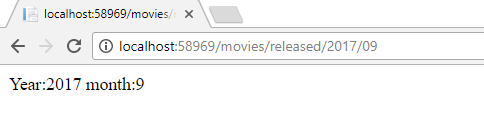 localhost:58969/movies/
localhost:58969/movies/released/2017/09
Year:2017 month:9